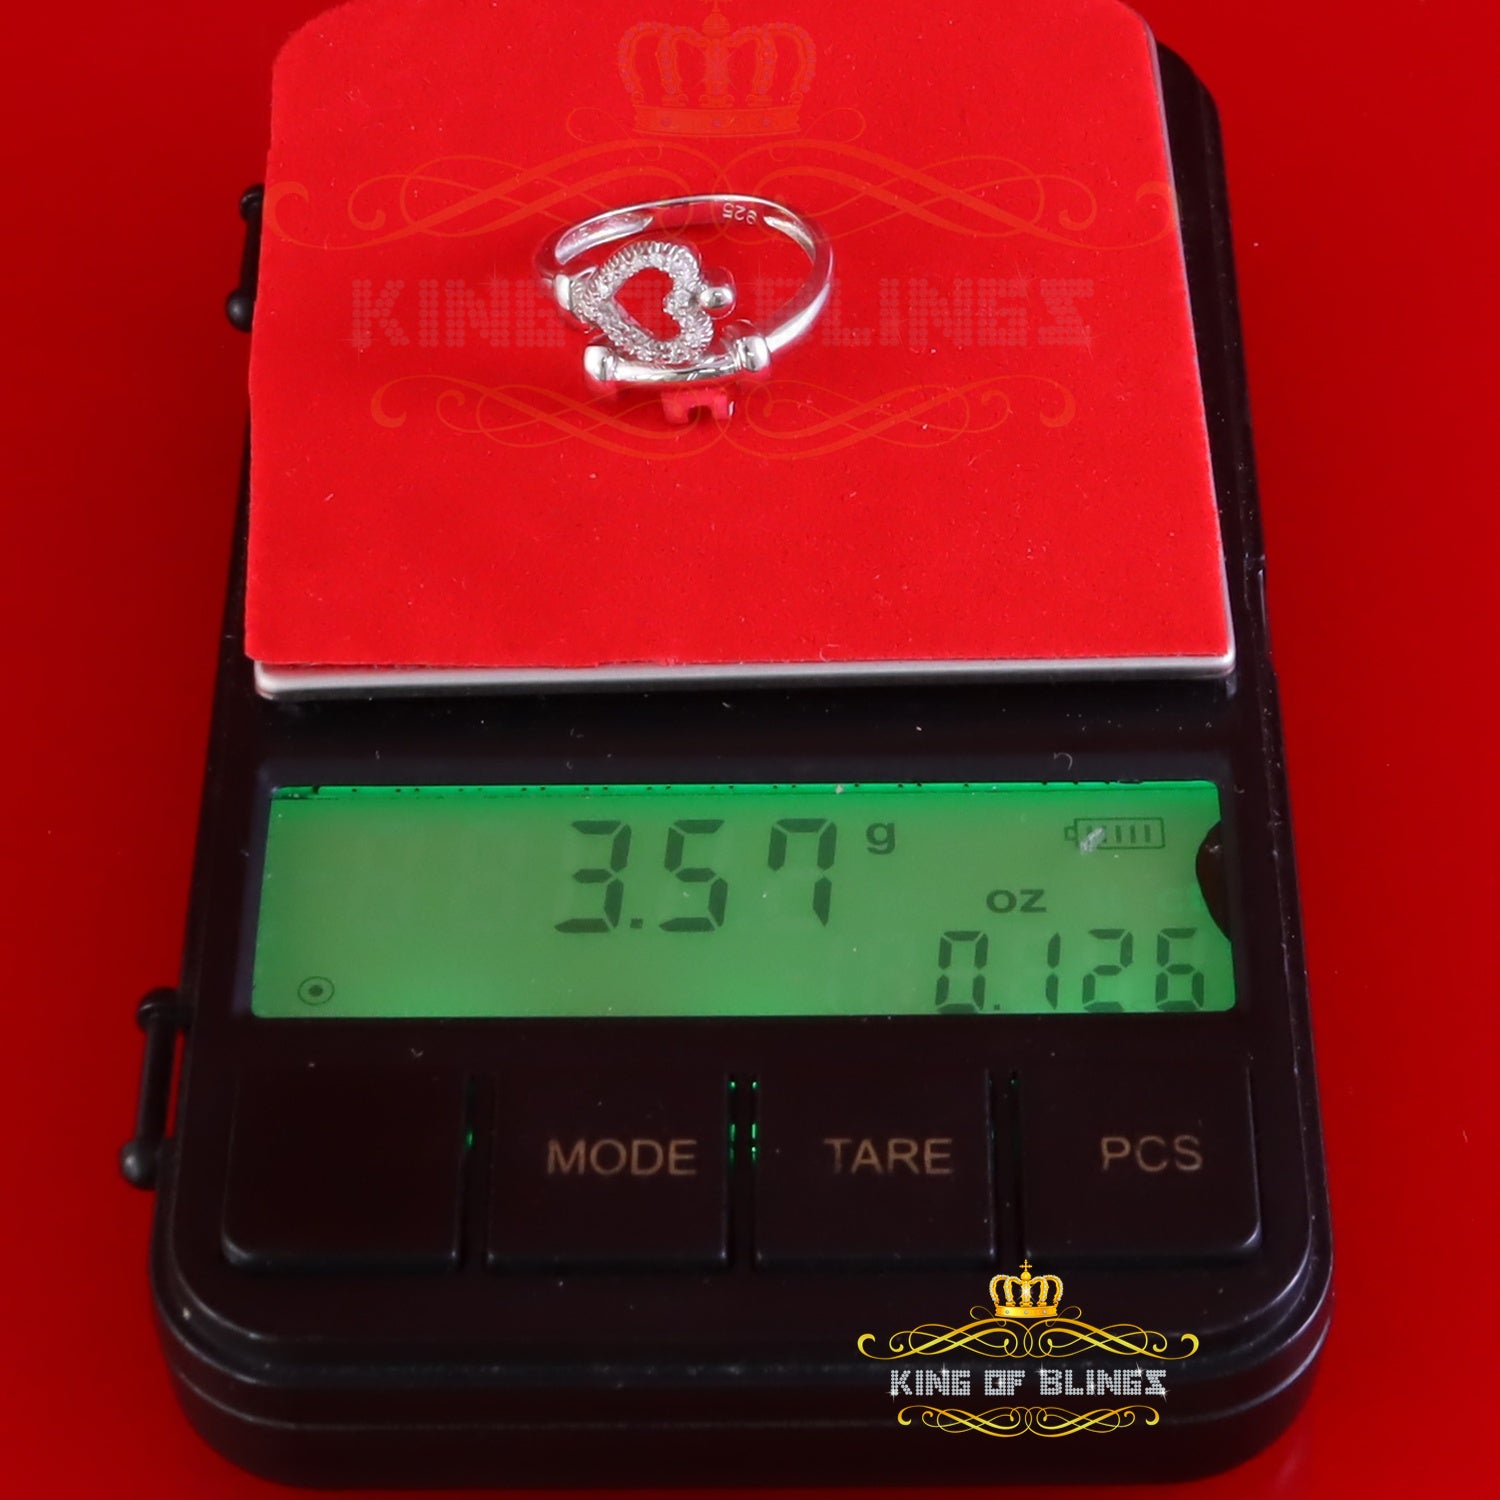 925
KING OF BLINGS
3.57 g
oz
0.126
MODE TARE PCS
KING OF BLINGS